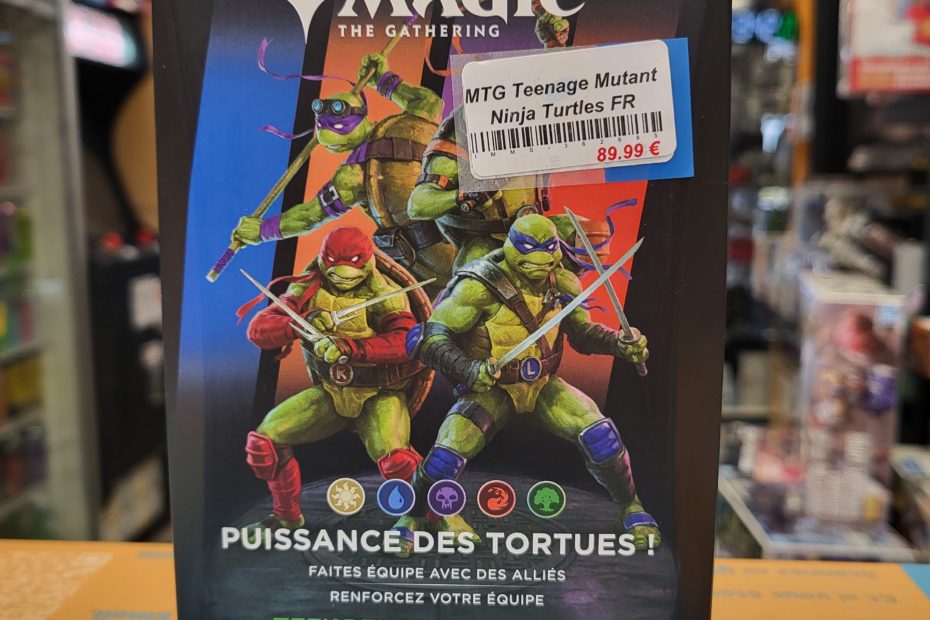 MAGIC
THE GATHERING
MTG Teenage Mutant
Ninja Turtles FR
89.99 €
R
L
PUISSANCE DES TORTUES !
FAITES ÉQUIPE AVEC DES ALLIÉS
RENFORCEZ VOTRE ÉQUIPE